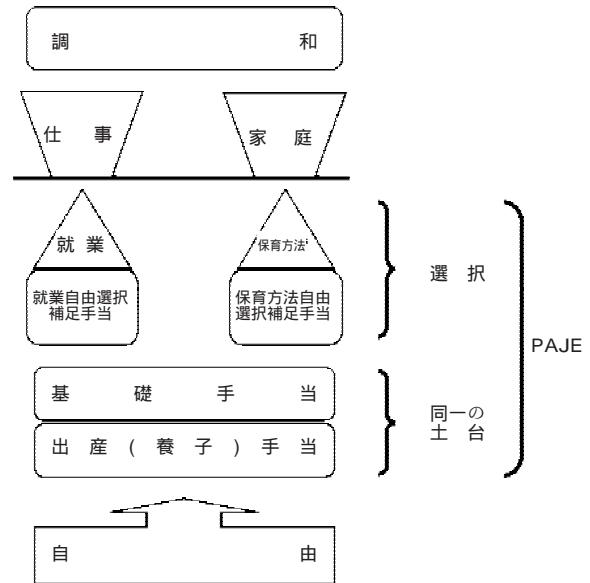 調和
仕事
家庭
就業
保育方法
就業自由選択
補足手当
保育方法自由
選択補足手当
選択
PAJE
基礎手当
同一の
土台
出産(養子)手当
自由